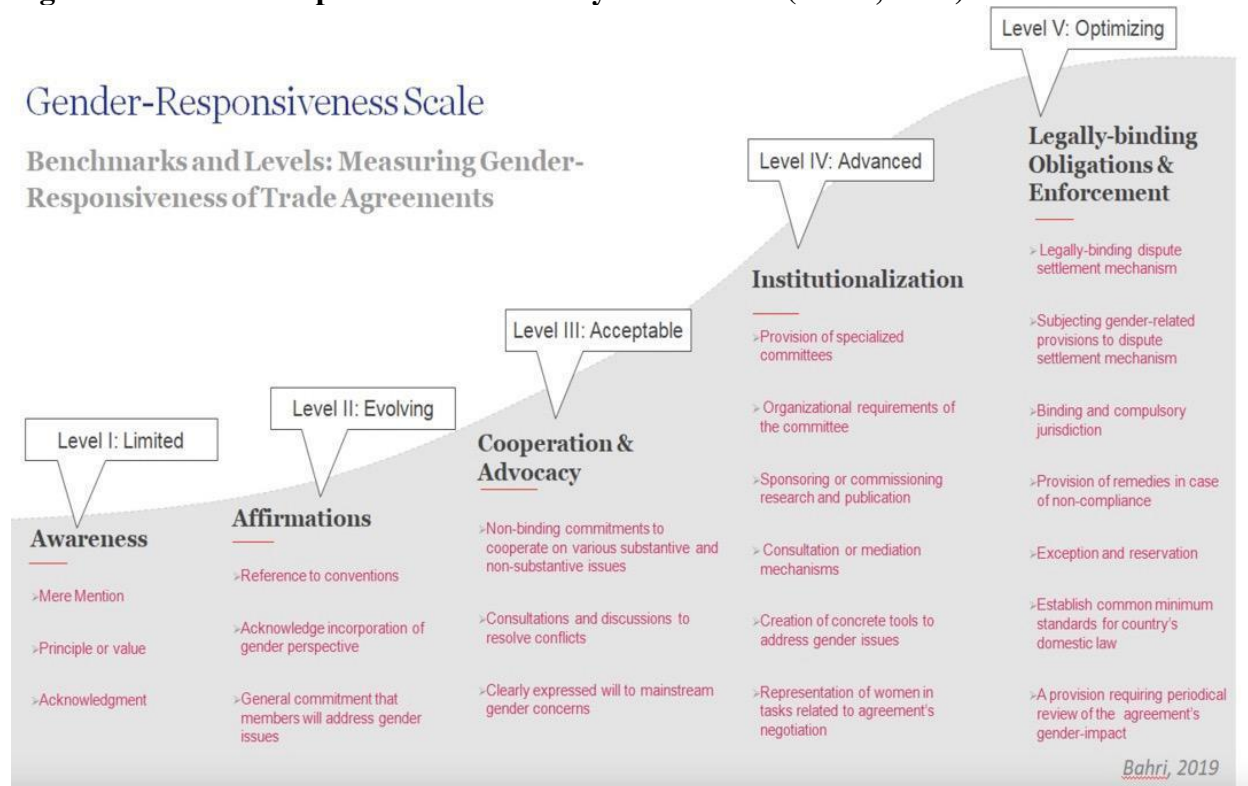 Level V: Optimizing
Gender-Responsiveness Scale
Benchmarks and Levels: Measuring Gender-
Responsiveness of Trade Agreements
Level I: Limited
Awareness
➢Mere Mention
➢Principle or value
➢Acknowledgment
Level II: Evolving
Affirmations
➢Reference to conventions
➢Acknowledge incorporation of
gender perspective
➢General commitment that
members will address gender
issues
Level III: Acceptable
Cooperation &
Advocacy
➢Non-binding commitments to
cooperate on various substantive and
non-substantive issues
➢Consultations and discussions to
resolve conflicts
➢Clearly expressed will to mainstream
gender concerns
Level IV: Advanced
Institutionalization
➢Provision of specialized
committees
➢ Organizational requirements of
the committee
➢Sponsoring or commissioning
research and publication
➢ Consultation or mediation
mechanisms
➢Creation of concrete tools to
address gender issues
➢Representation of women in
tasks related to agreement's
negotiation
Legally-binding
Obligations &
Enforcement
➢ Legally-binding dispute
settlement mechanism
➢Subjecting gender-related
provisions to dispute
settlement mechanism
➢Binding and compulsory
jurisdiction
➢Provision of remedies in case
of non-compliance
➢Exception and reservation
➢Establish common minimum
standards for country's
domestic law
➢A provision requiring periodical
review of the agreement's
gender-impact
Bahri, 2019